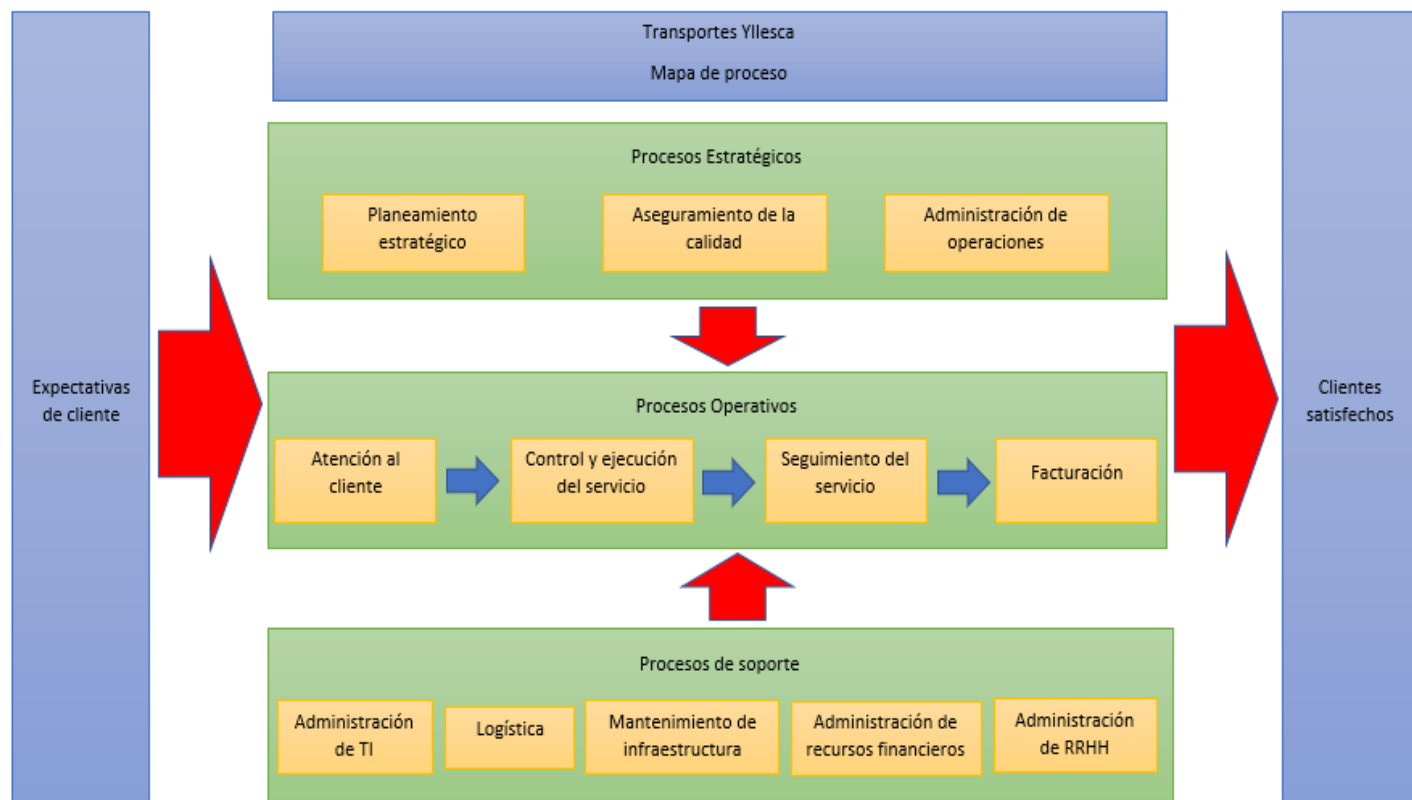 Transportes Yllesca
Mapa de proceso
Procesos Estratégicos
Planeamiento
estratégico
Aseguramiento de la
calidad
Administración de
operaciones
Expectativas
de cliente
Procesos Operativos
Atención al
cliente
Control y ejecución
del servicio
Seguimiento del
servicio
Facturación
Clientes
satisfechos
Procesos de soporte
Administración
de TI
Logística
Mantenimiento de
infraestructura
Administración de
recursos financieros
Administración
de RRHH